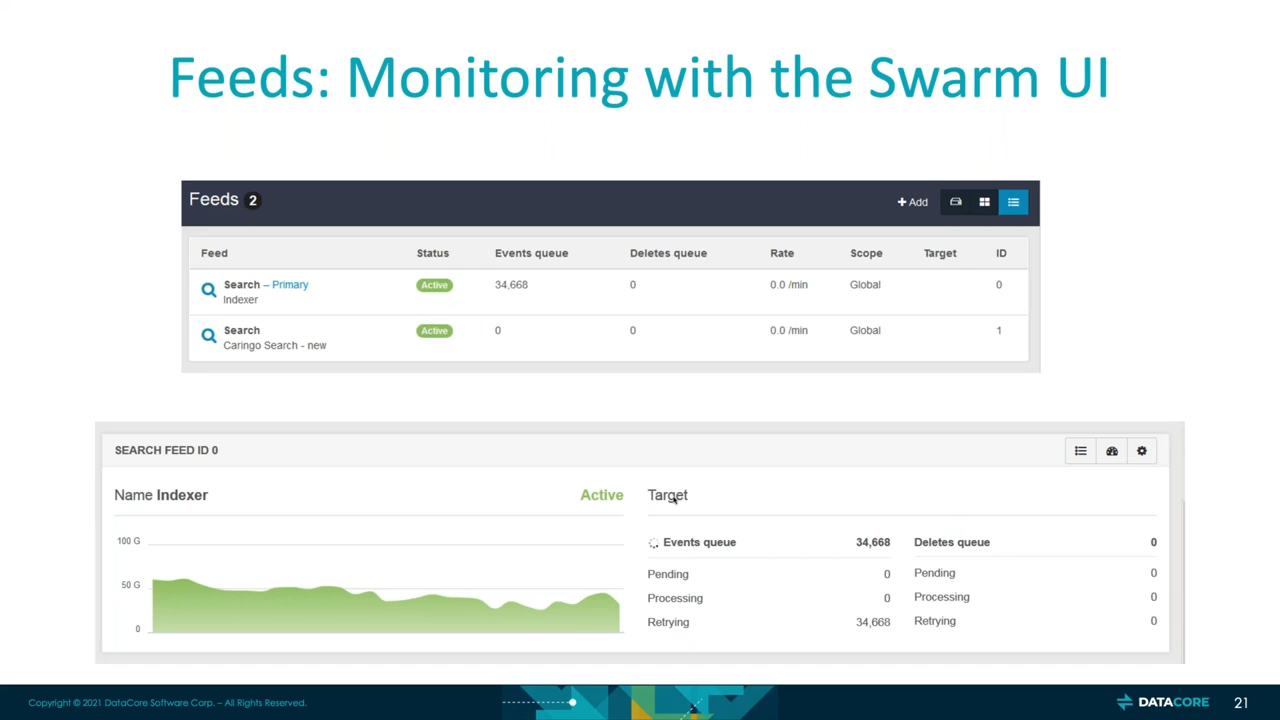 Feeds: Monitoring with the Swarm UI
Feeds 2
Add
Feed Status Events queue Deletes queue Rate Scope Target ID
Search – Primary Active 34,668 0 0.0 /min Global 0
Indexer
Search Active 0 0 0.0 /min Global 1
Caringo Search - new
SEARCH FEED ID 0
Name Indexer Active
100 G
50 G
0
Target
Events queue 34,668
Pending 0
Processing 0
Retrying 34,668
Deletes queue 0
Pending 0
Processing 0
Retrying 0
Copyright © 2021 DataCore Software Corp. – All Rights Reserved.
DATACORE
21